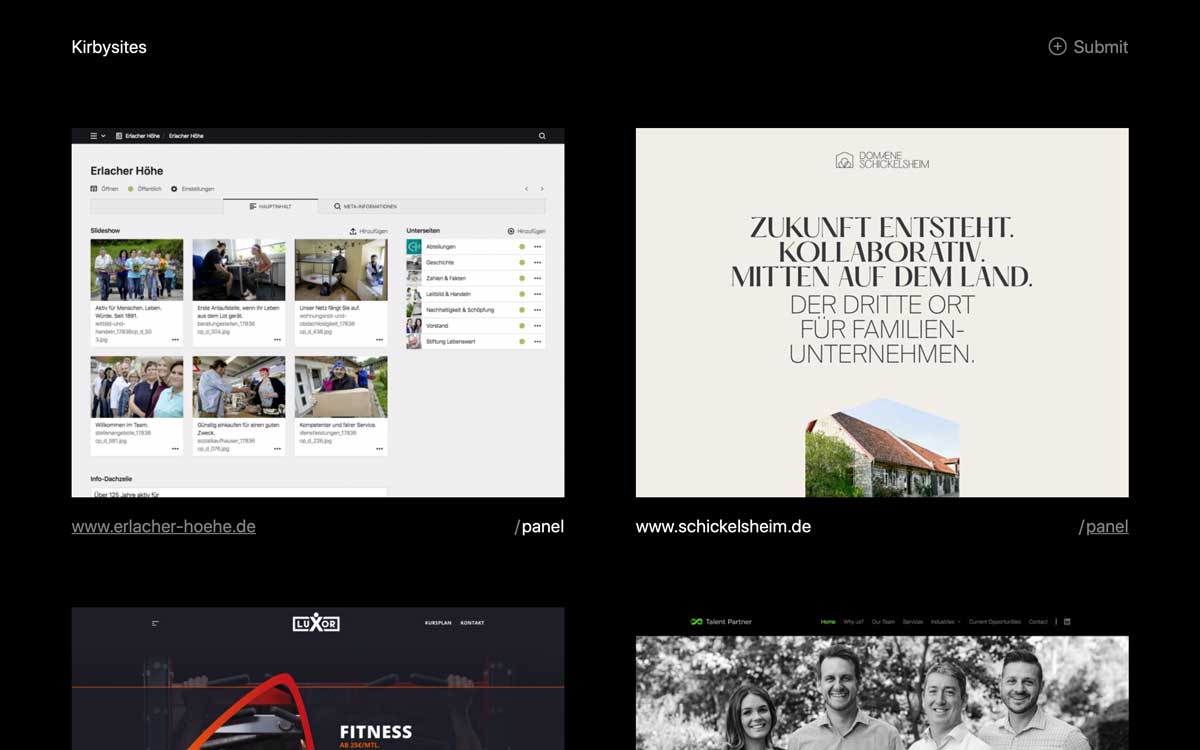 Kirbysites
Submit
Erlacher Höhe / Erlacher Höhe
Erlacher Höhe
Öffnen Öffentlich Einstellungen
HAUPTINHALT META-INFORMATIONEN
Slideshow Hinzufügen
Aktiv für Menschen. Leben.
Würde. Seit 1891.
leitbild-und-
handeln_17836cp_d_50
3.jpg
Erste Anlaufstelle, wenn ihr Leben
aus dem Lot gerät.
beratungsstellen_17836
cp_d_304.jpg
Unser Netz fängt Sie auf.
wohnungsnot-und-
obdachlosigkeit_17836
cp_d_436.jpg
Willkommen im Team.
stellenangebote_17836
cp_d_581.jpg
Günstig einkaufen für einen guten
Zweck.
sozialkaufhauser_17836
cp_d_076.jpg
Kompetenter und fairer Service.
dienstleistungen_17836
cp_d_226.jpg
Info-Dachzeile
Über 125 Jahre aktiv für
Unterseiten Hinzufügen
Abteilungen
Geschichte
Zahlen & Fakten
Leitbild & Handeln
Nachhaltigkeit & Schöpfung
Vorstand
Stiftung Lebenswert
www.erlacher-hoehe.de /panel
DOMÆNE
SCHICKELSHEIM
ZUKUNFT ENTSTEHT.
KOLLABORATIV.
MITTEN AUF DEM LAND.
DER DRITTE ORT
FÜR FAMILIEN-
UNTERNEHMEN.
www.schickelsheim.de /panel
LUXOR
KURSPLAN KONTAKT
FITNESS
AB 25€/MTL.
Talent Partner
Home Why us? Our Team Services Industries Current Opportunities Contact